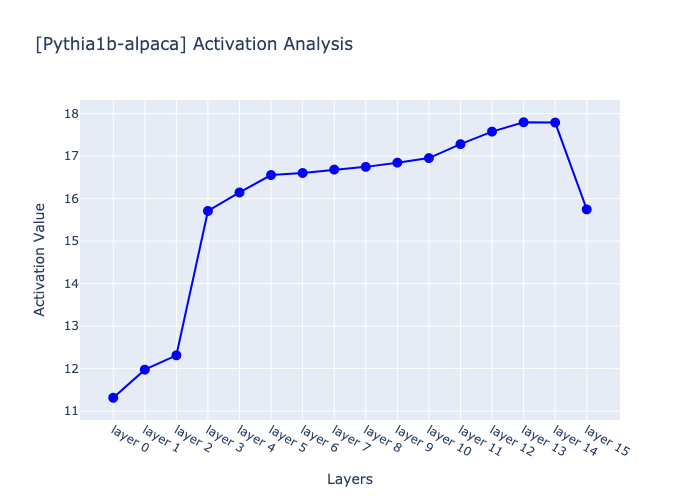 [Pythia1b-alpaca] Activation Analysis
18
17
16
15
14
13
12
11
Activation Value
layer 0
layer 1
layer 2
layer 3
layer 4
layer 5
layer 6
layer 7
layer 8
layer 9
layer 10
layer 11
layer 12
layer 13
layer 14
layer 15
Layers